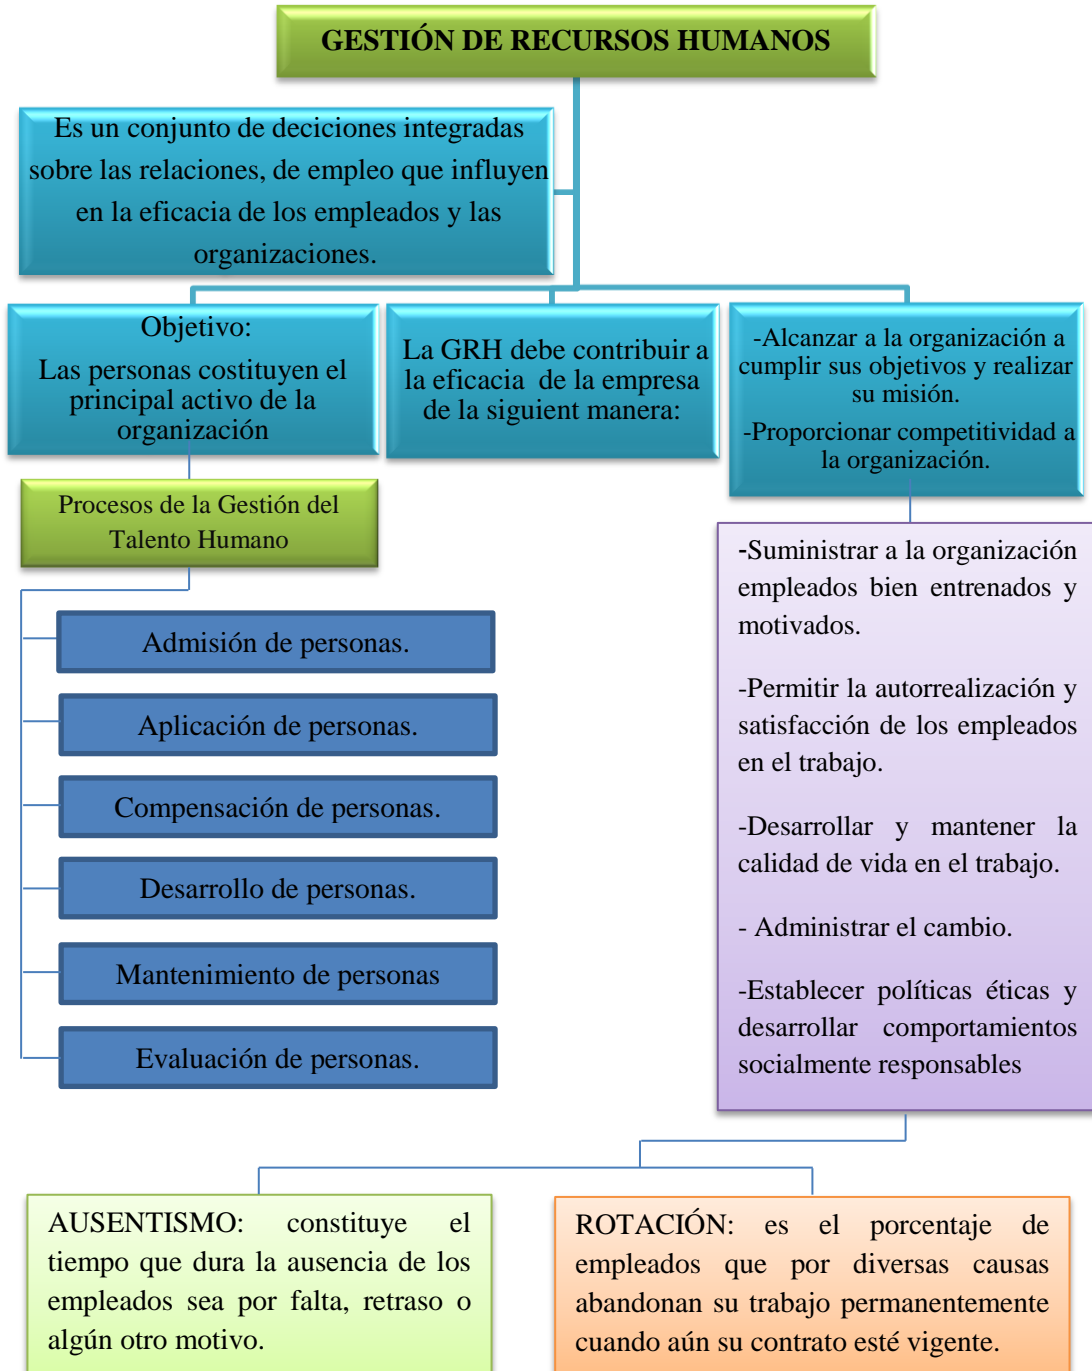 GESTIÓN DE RECURSOS HUMANOS
Es un conjunto de deciciones integradas
sobre las relaciones, de empleo que influyen
en la eficacia de los empleados y las
organizaciones.
Objetivo:
Las personas costituyen el
principal activo de la
organización
La GRH debe contribuir a
la eficacia de la empresa
de la siguient manera:
-Alcanzar a la organización a
cumplir sus objetivos y realizar
su misión.
-Proporcionar competitividad a
la organización.
Procesos de la Gestión del
Talento Humano
Admisión de personas.
Aplicación de personas.
Compensación de personas.
Desarrollo de personas.
Mantenimiento de personas
Evaluación de personas.
-Suministrar a la organización
empleados bien entrenados y
motivados.
-Permitir la autorrealización y
satisfacción de los empleados
en el trabajo.
-Desarrollar y mantener la
calidad de vida en el trabajo.
- Administrar el cambio.
-Establecer políticas éticas y
desarrollar comportamientos
socialmente responsables
AUSENTISMO: constituye el
tiempo que dura la ausencia de los
empleados sea por falta, retraso o
algún otro motivo.
ROTACIÓN: es el porcentaje de
empleados que por diversas causas
abandonan su trabajo permanentemente
cuando aún su contrato esté vigente.